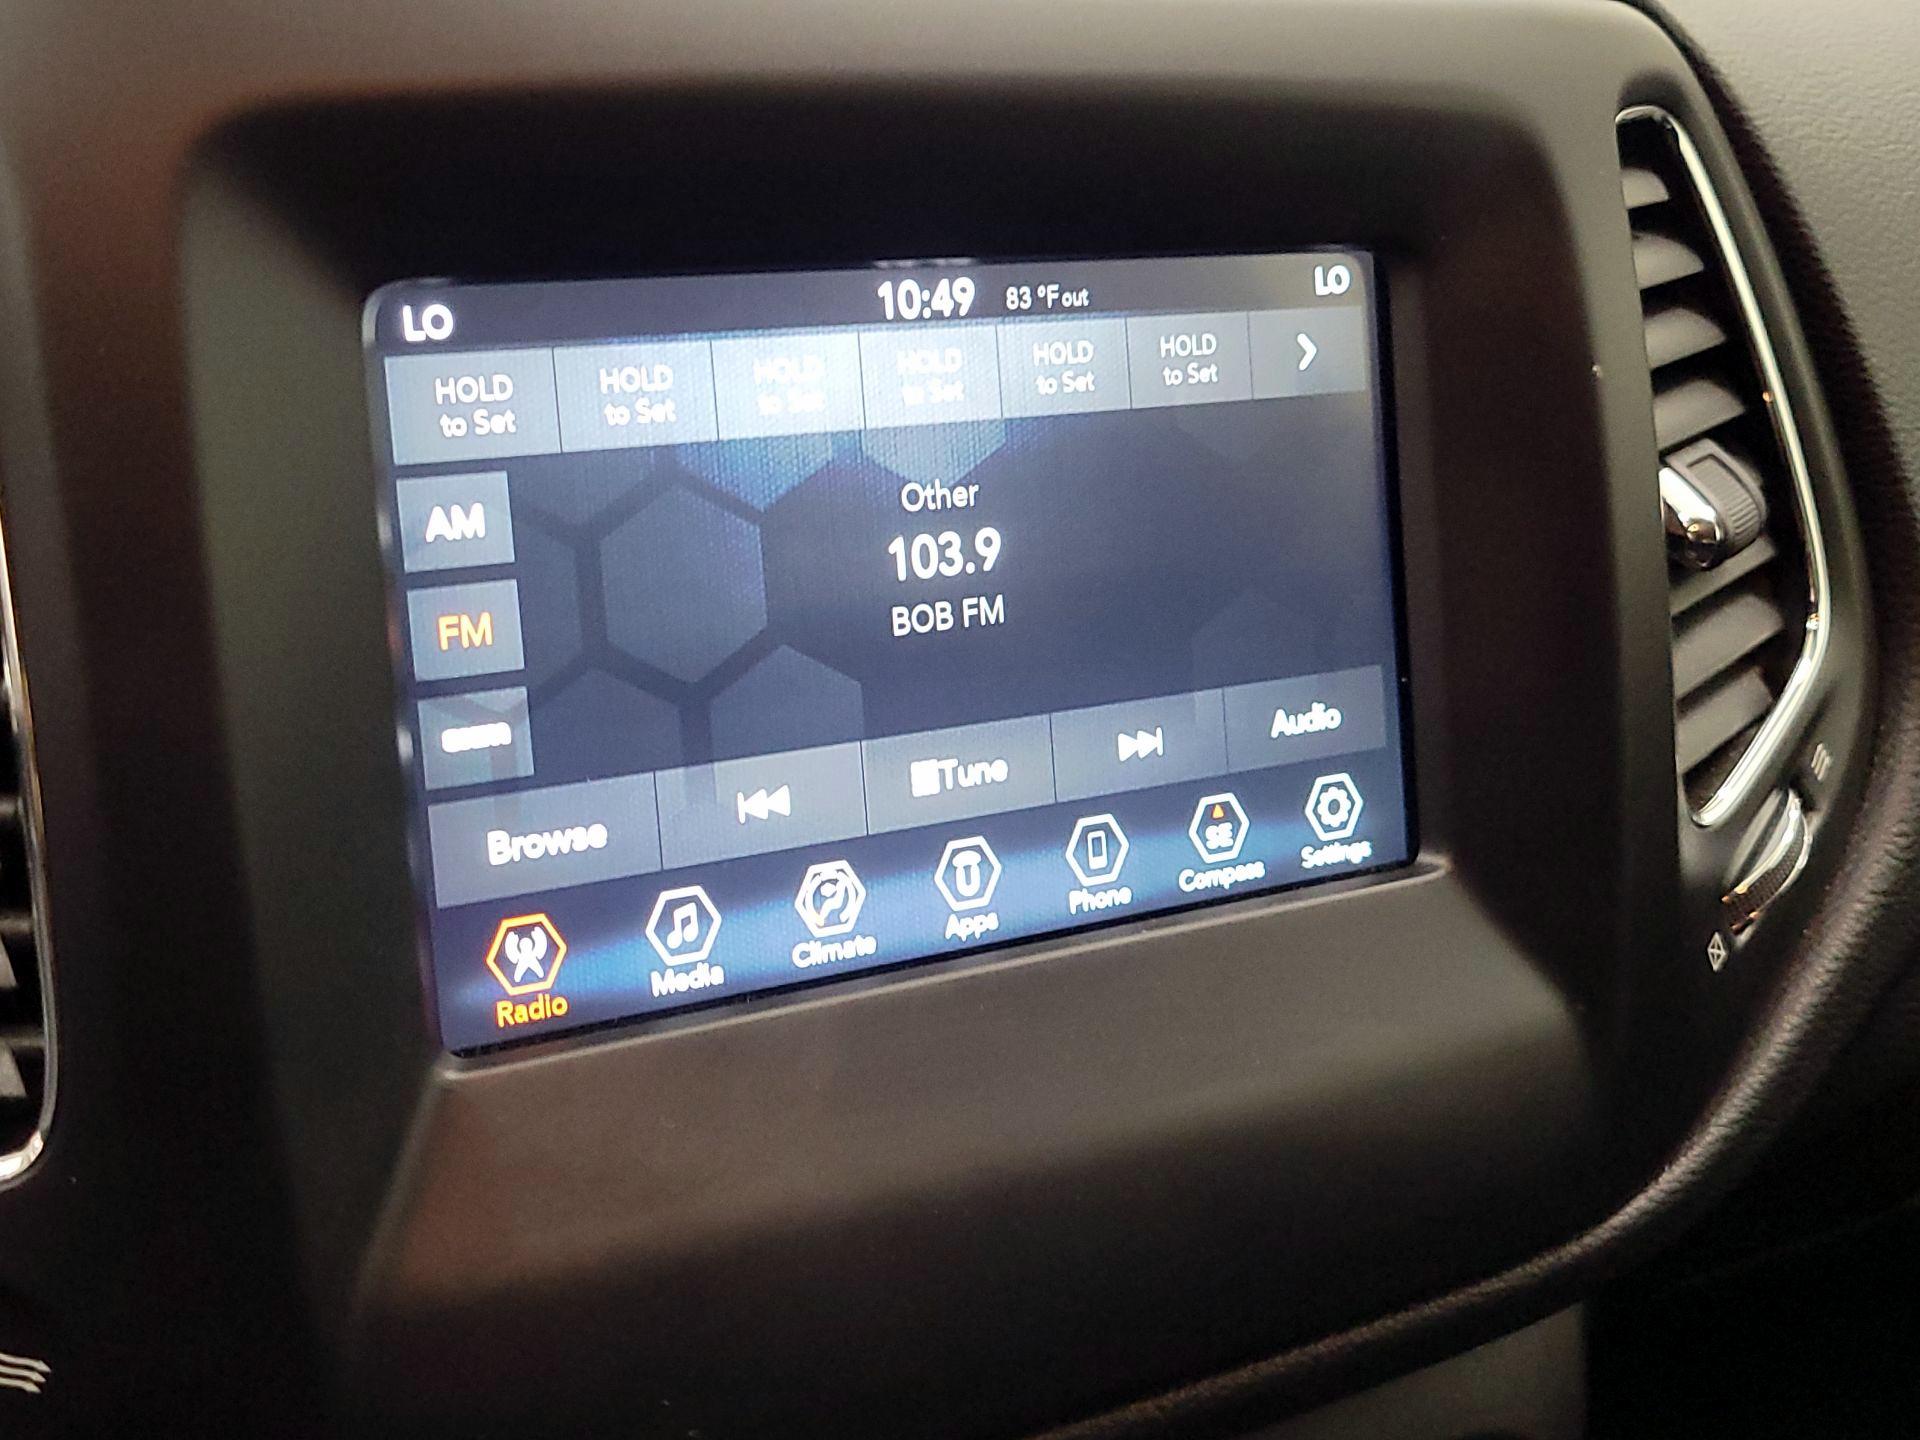 LO 10:49 83 °F out LO
HOLD to Set
HOLD to Set
HOLD to Set
HOLD to Set
HOLD to Set
HOLD to Set
AM
FM
Other
103.9
BOB FM
Browse Tune Audio
Radio Media Climate Apps Phone SE Compass Settings